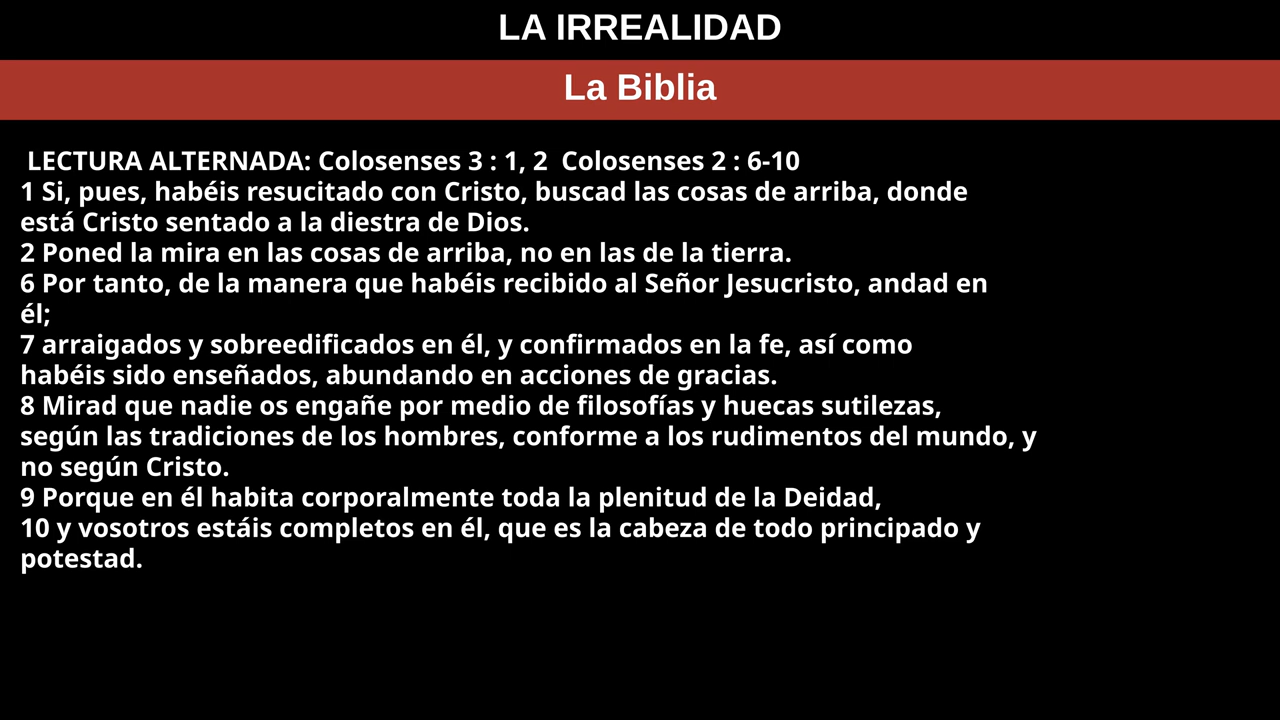 LA IRREALIDAD
La Biblia
LECTURA ALTERNADA: Colosenses 3 : 1, 2  Colosenses 2 : 6-10
1 Si, pues, habéis resucitado con Cristo, buscad las cosas de arriba, donde
está Cristo sentado a la diestra de Dios.
2 Poned la mira en las cosas de arriba, no en las de la tierra.
6 Por tanto, de la manera que habéis recibido al Señor Jesucristo, andad en
él;
7 arraigados y sobreedificados en él, y confirmados en la fe, así como
habéis sido enseñados, abundando en acciones de gracias.
8 Mirad que nadie os engañe por medio de filosofías y huecas sutilezas,
según las tradiciones de los hombres, conforme a los rudimentos del mundo, y
no según Cristo.
9 Porque en él habita corporalmente toda la plenitud de la Deidad,
10 y vosotros estáis completos en él, que es la cabeza de todo principado y
potestad.